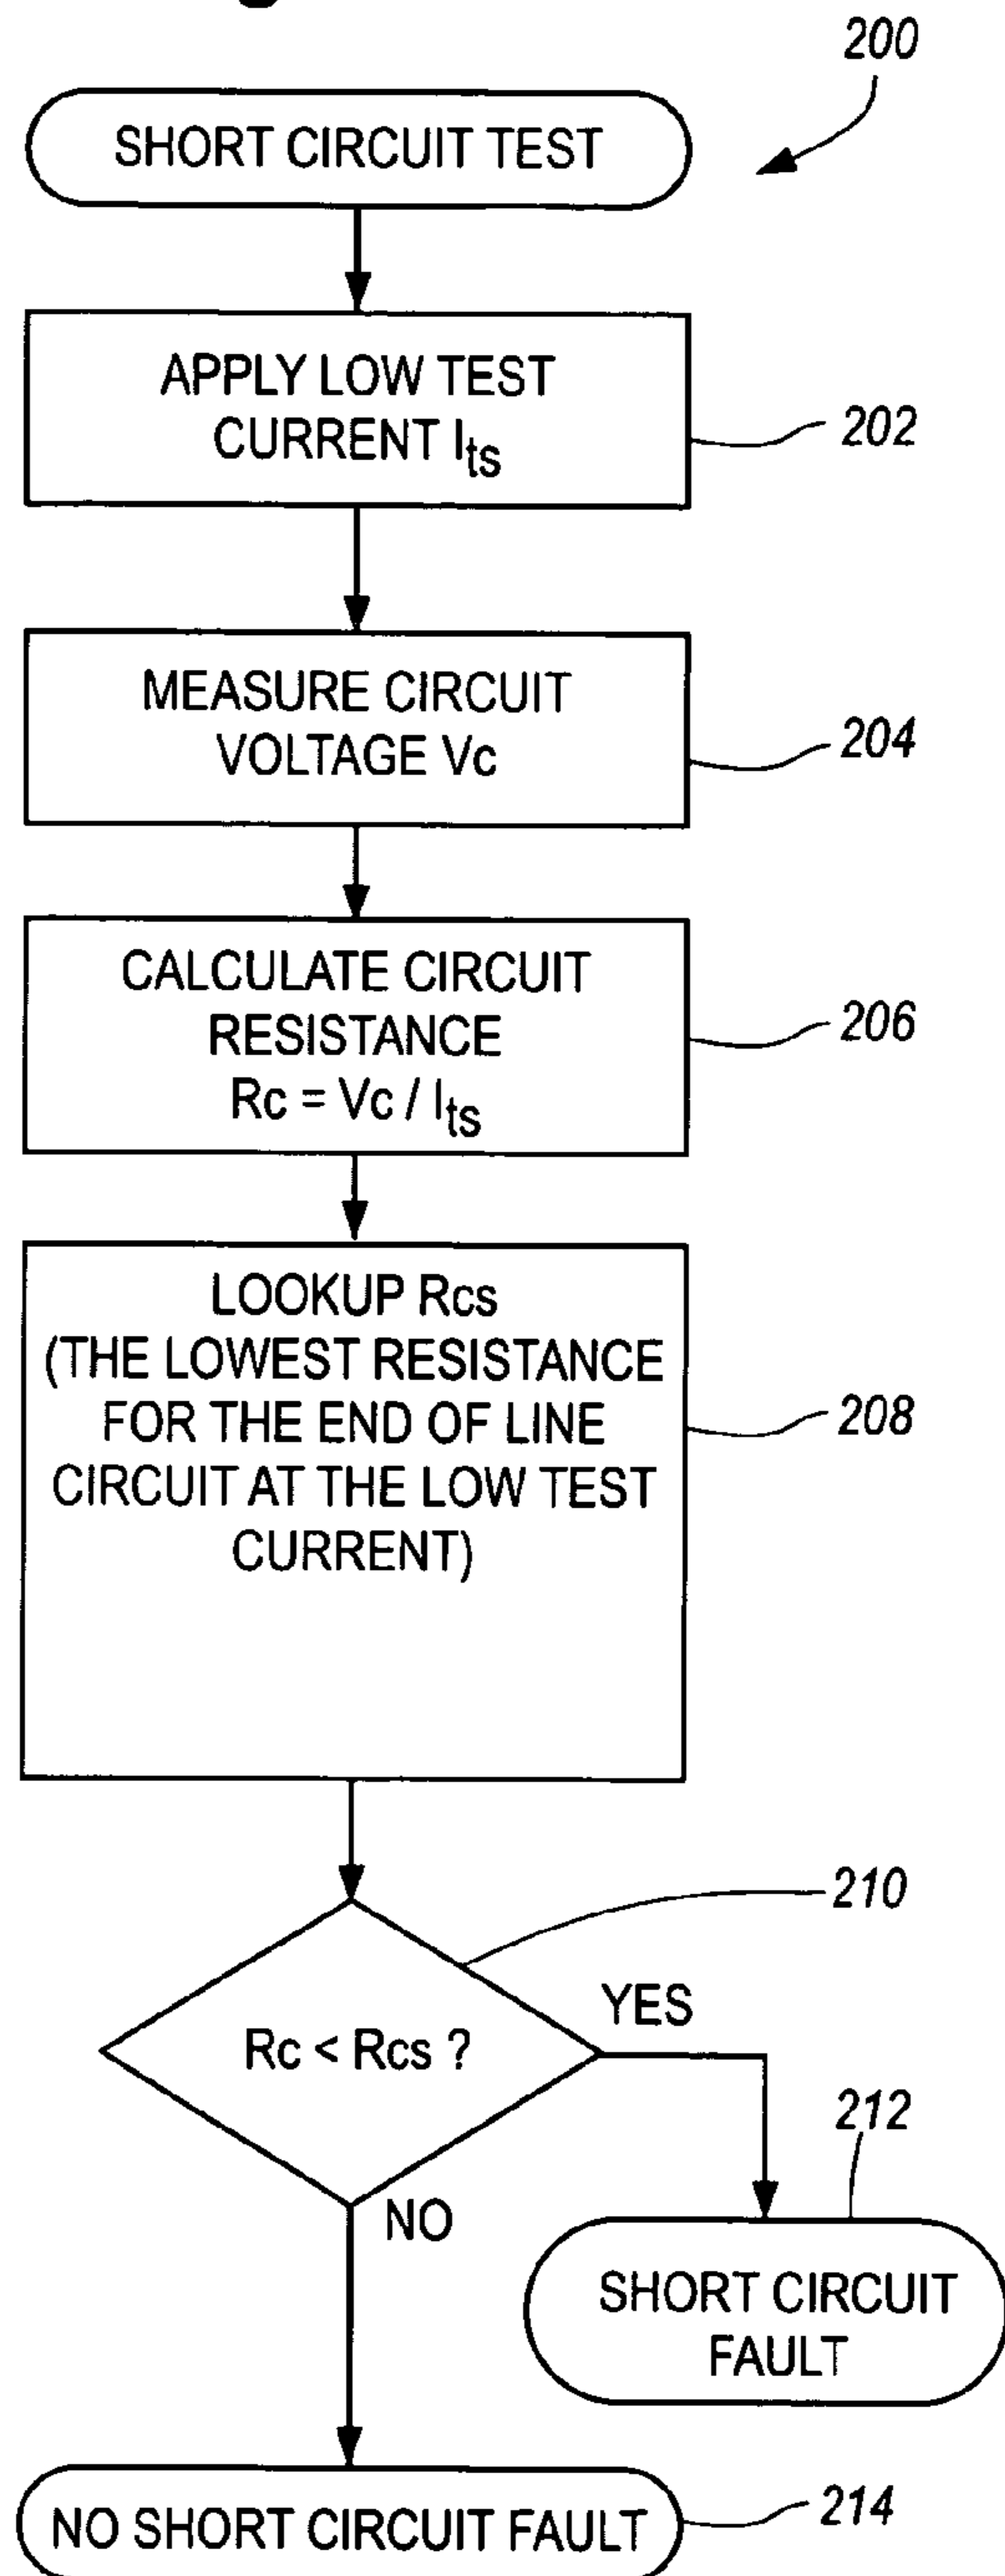 200
SHORT CIRCUIT TEST
APPLY LOW TEST
CURRENT Its
202
MEASURE CIRCUIT
VOLTAGE Vc
204
CALCULATE CIRCUIT
RESISTANCE
Rc = Vc / Its
206
LOOKUP Rcs
(THE LOWEST RESISTANCE
FOR THE END OF LINE
CIRCUIT AT THE LOW TEST
CURRENT)
208
210
Rc < Rcs ?
YES
NO
212
SHORT CIRCUIT
FAULT
NO SHORT CIRCUIT FAULT
214